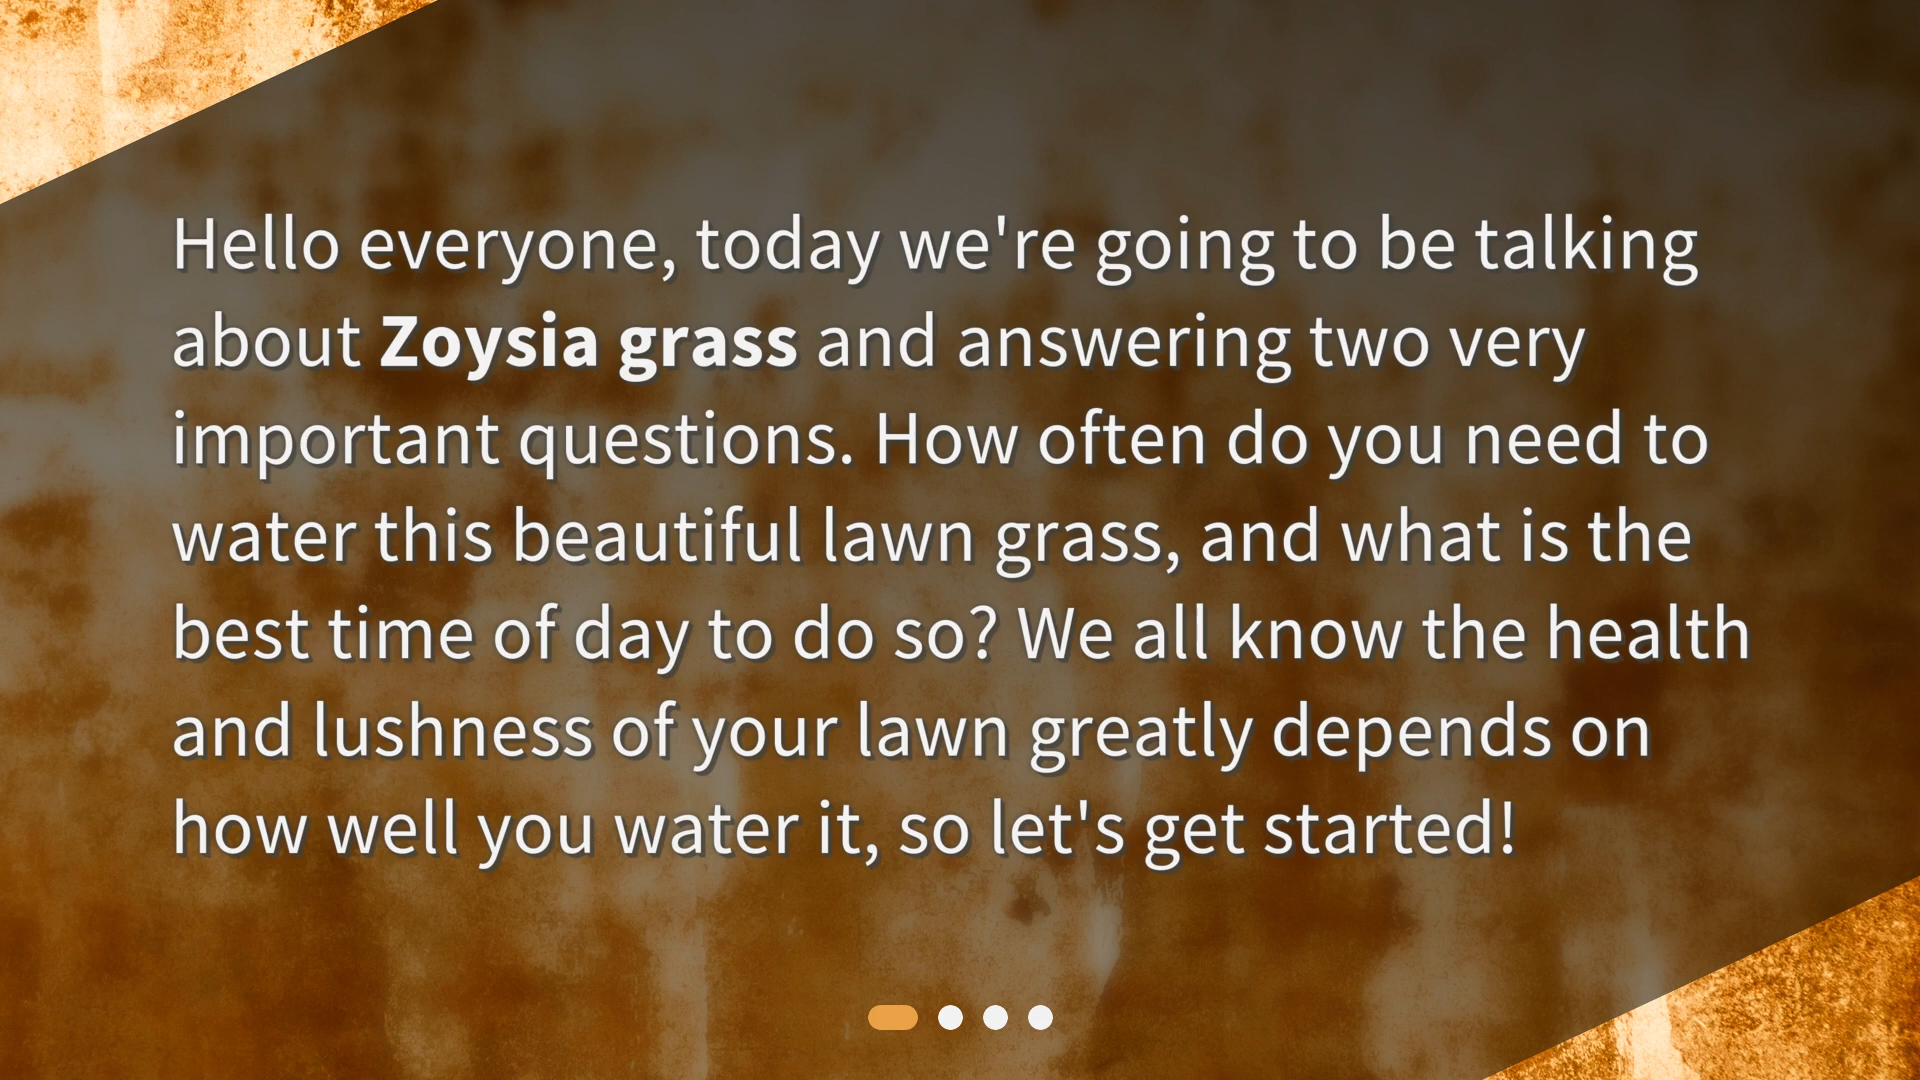 Hello everyone, today we're going to be talking
about Zoysia grass and answering two very
important questions. How often do you need to
water this beautiful lawn grass, and what is the
best time of day to do so? We all know the health
and lushness of your lawn greatly depends on
how well you water it, so let's get started!